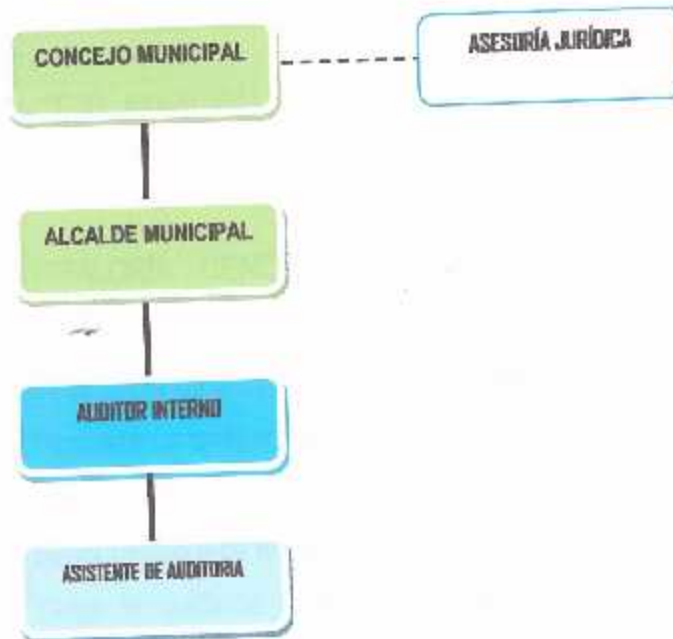 CONCEJO MUNICIPAL
ASESORÍA JURÍDICA
ALCALDE MUNICIPAL
AUDITOR INTERNO
ASISTENTE DE AUDITORIA